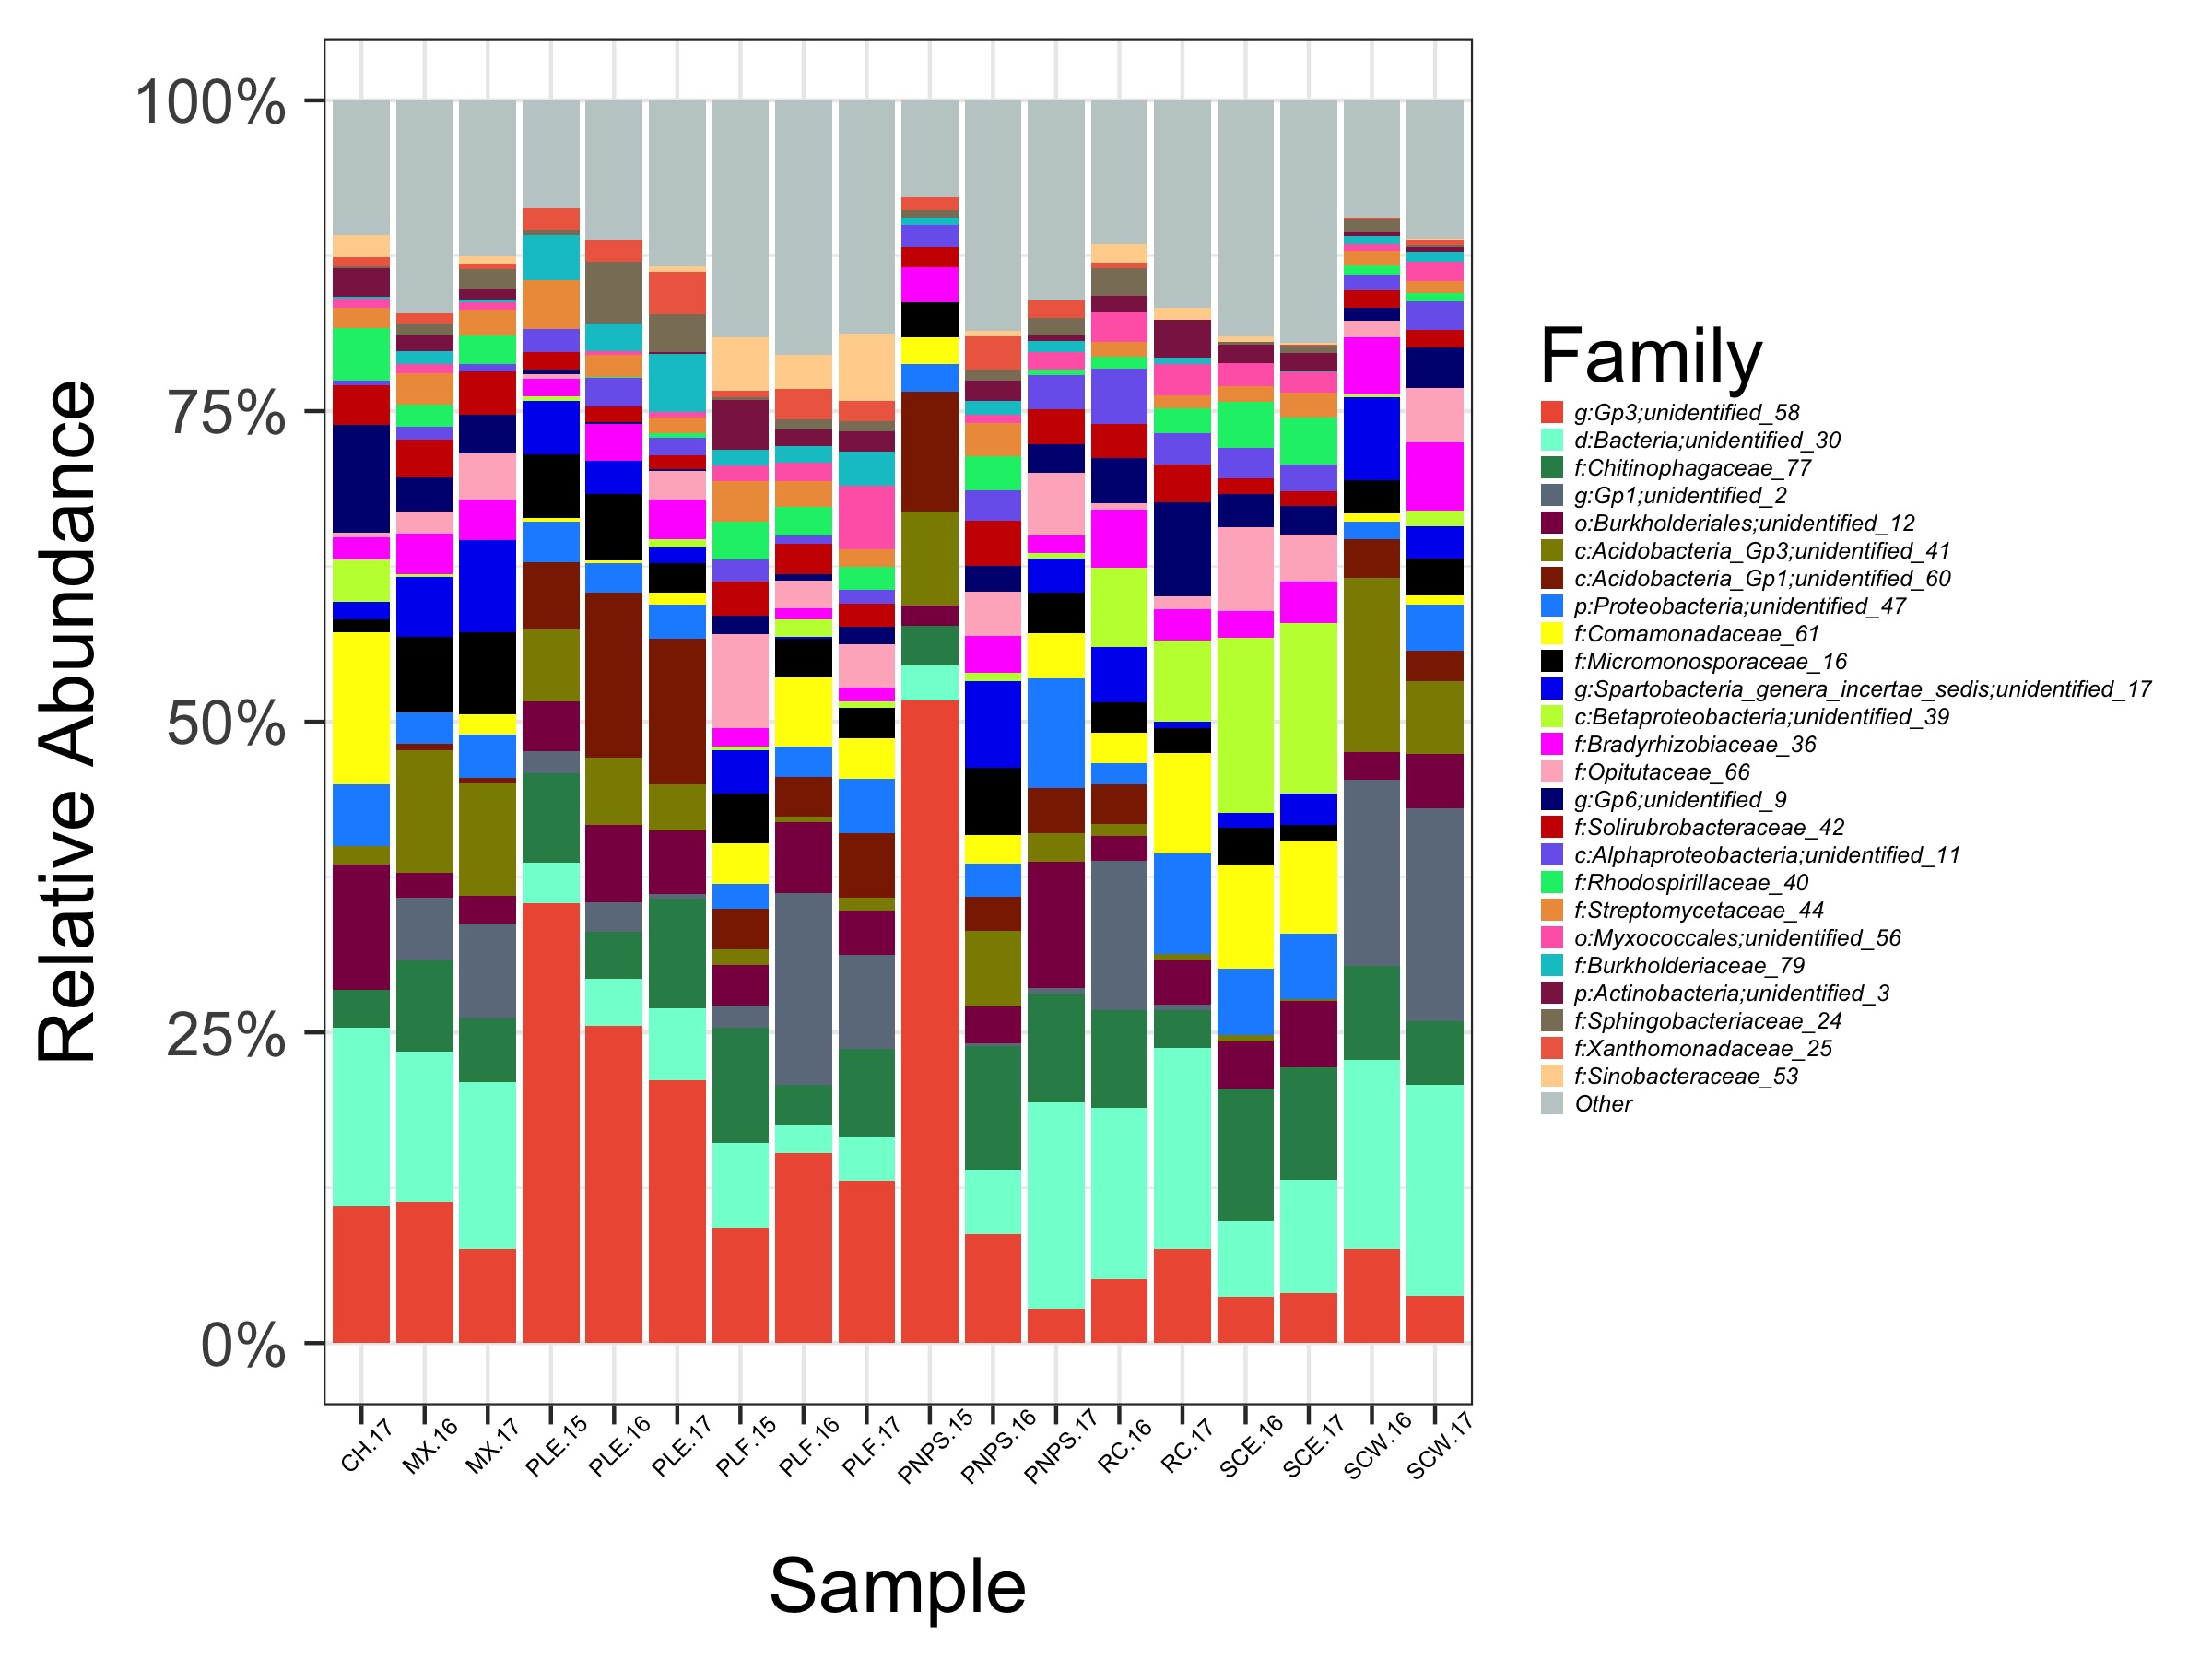 100%
75%
50%
25%
0%
Relative Abundance
CH.17
MX.16
MX.17
PLE.15
PLE.16
PLE.17
PLF.15
PLF.16
PLF.17
PNPS.15
PNPS.16
PNPS.17
RC.16
RC.17
SCE.16
SCE.17
SCW.16
SCW.17
Sample
Family
g:Gp3;unidentified_58
d:Bacteria;unidentified_30
f:Chitinophagaceae_77
g:Gp1;unidentified_2
o:Burkholderiales;unidentified_12
c:Acidobacteria_Gp3;unidentified_41
c:Acidobacteria_Gp1;unidentified_60
p:Proteobacteria;unidentified_47
f:Comamonadaceae_61
f:Micromonosporaceae_16
g:Spartobacteria_genera_incertae_sedis;unidentified_17
c:Betaproteobacteria;unidentified_39
f:Bradyrhizobiaceae_36
f:Opitutaceae_66
g:Gp6;unidentified_9
f:Solirubrobacteraceae_42
c:Alphaproteobacteria;unidentified_11
f:Rhodospirillaceae_40
f:Streptomycetaceae_44
o:Myxococcales;unidentified_56
f:Burkholderiaceae_79
p:Actinobacteria;unidentified_3
f:Sphingobacteriaceae_24
f:Xanthomonadaceae_25
f:Sinobacteraceae_53
Other